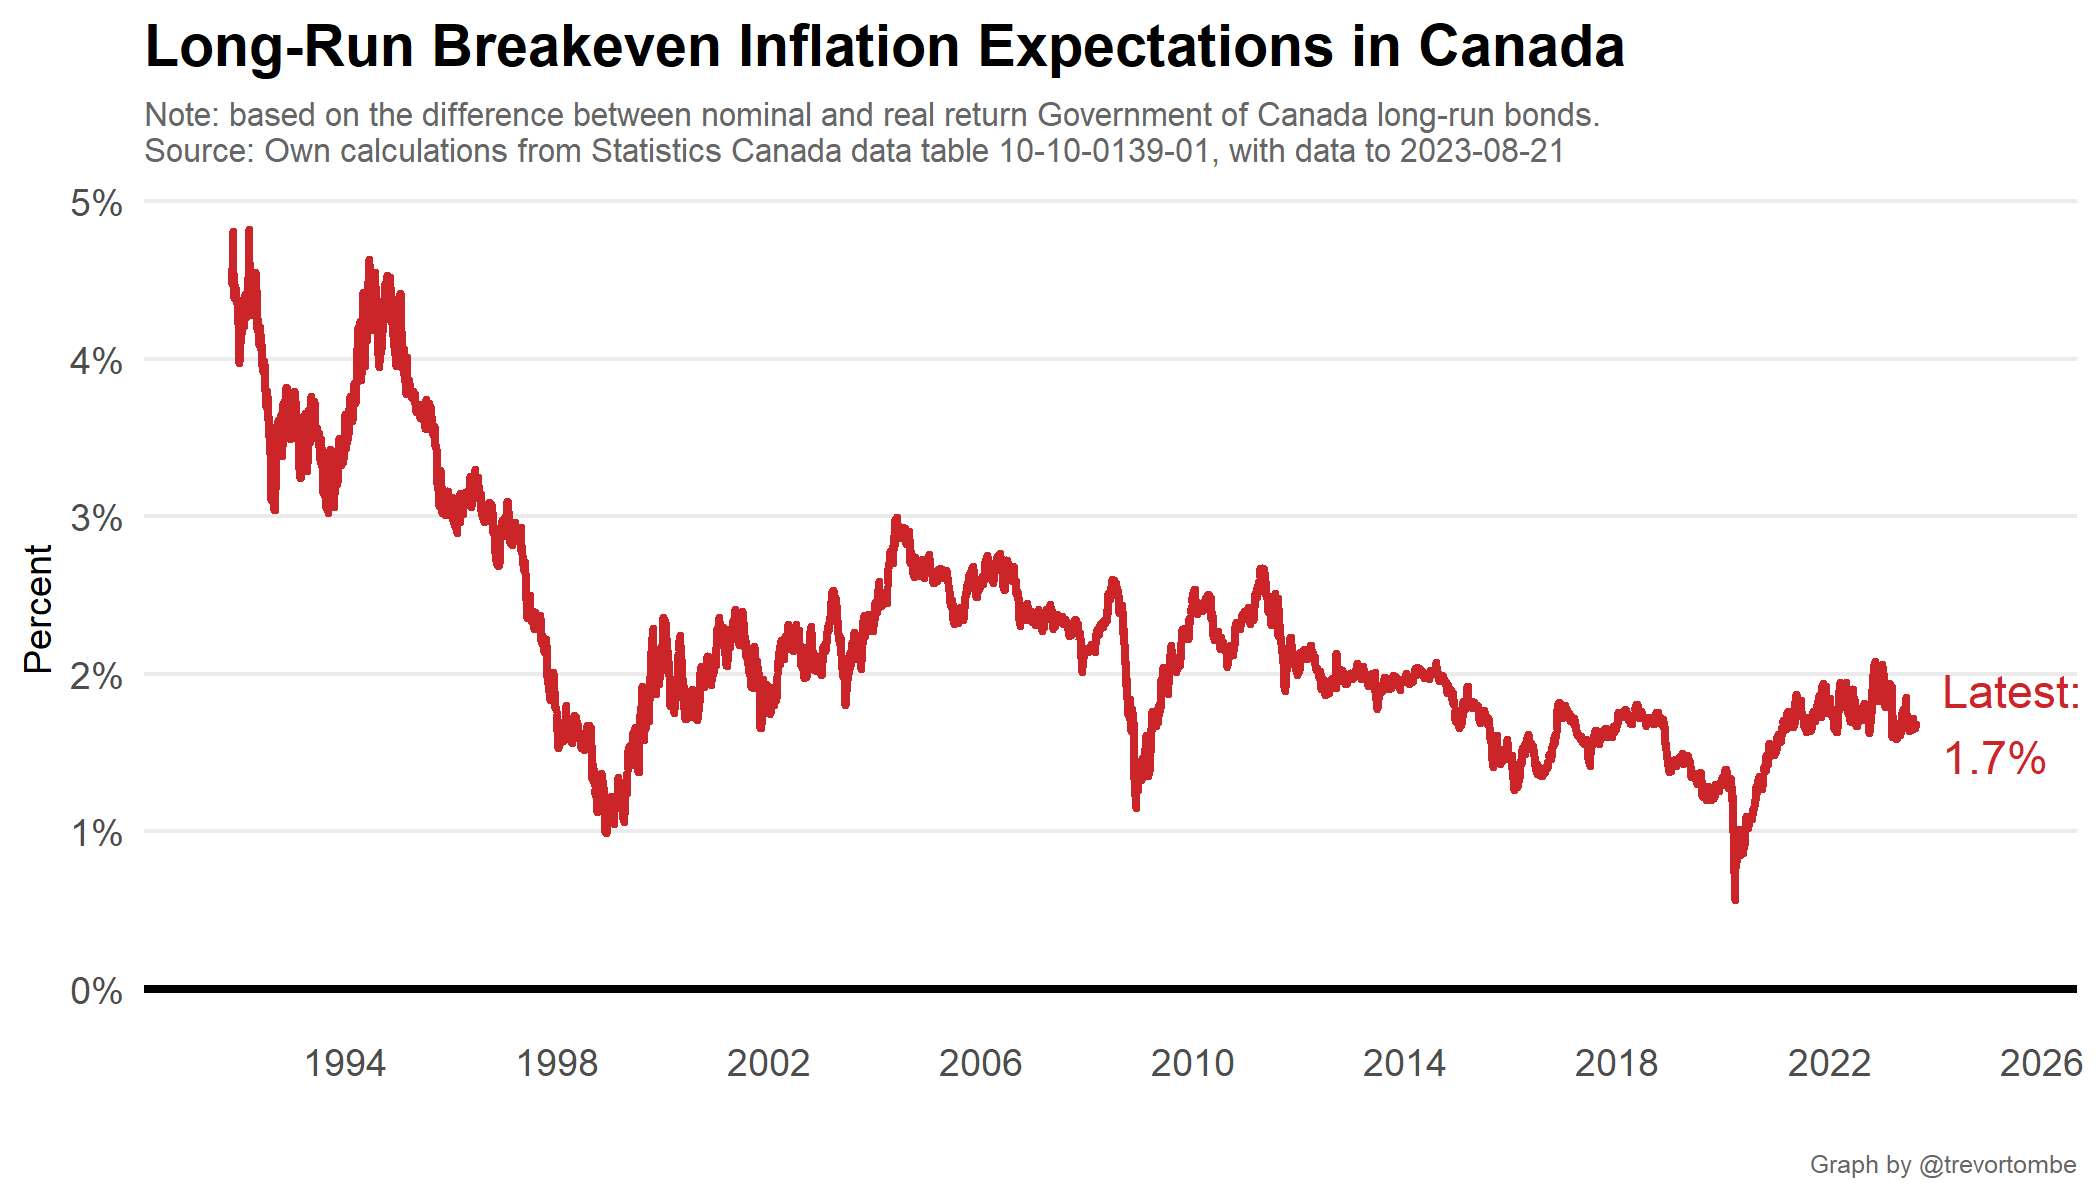 Long-Run Breakeven Inflation Expectations in Canada
Note: based on the difference between nominal and real return Government of Canada long-run bonds.
Source: Own calculations from Statistics Canada data table 10-10-0139-01, with data to 2023-08-21
5%
4%
3%
2%
1%
0%
Percent
Latest:
1.7%
1994 1998 2002 2006 2010 2014 2018 2022 2026
Graph by @trevortombe